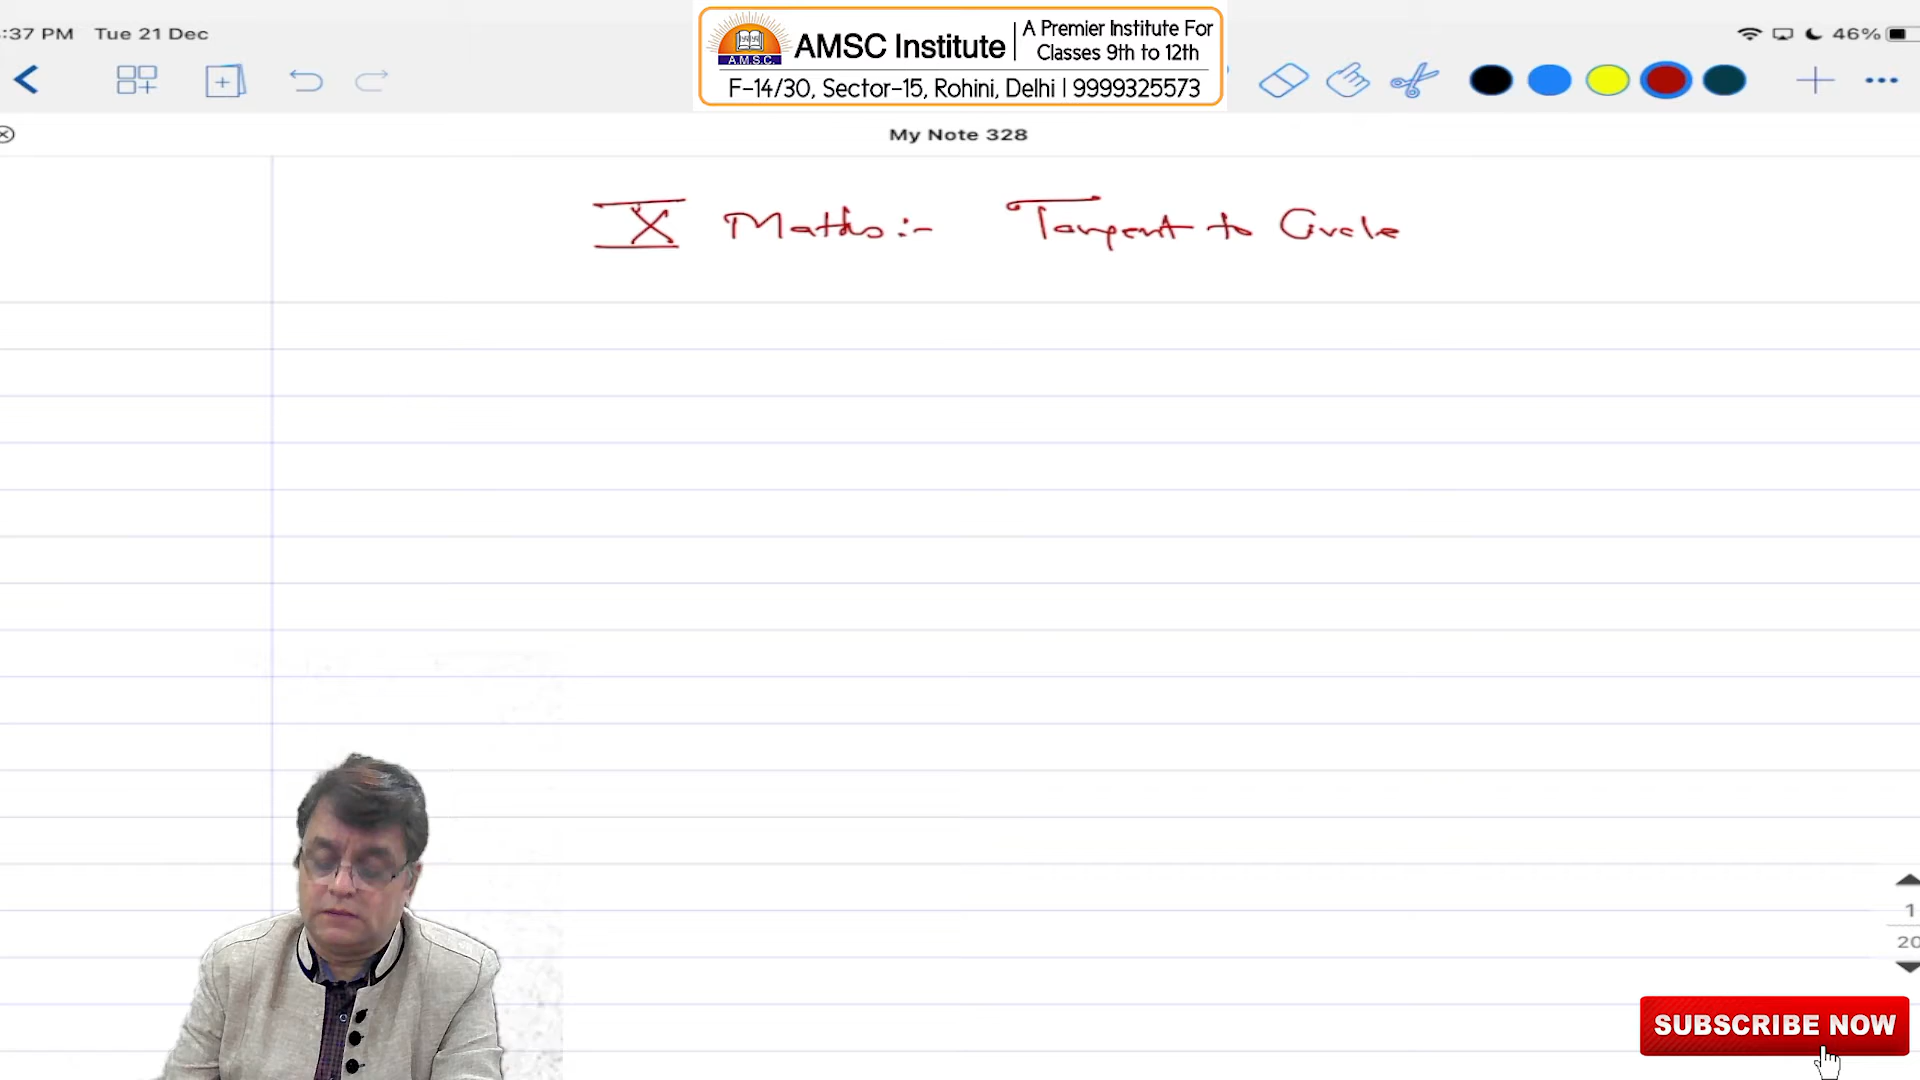 :37 PM Tue 21 Dec
A.M.S.C.
AMSC Institute
A Premier Institute For
Classes 9th to 12th
F-14/30, Sector-15, Rohini, Delhi | 9999325573
46%
My Note 328
X Maths:- Tangent to Circle
1
20
SUBSCRIBE NOW